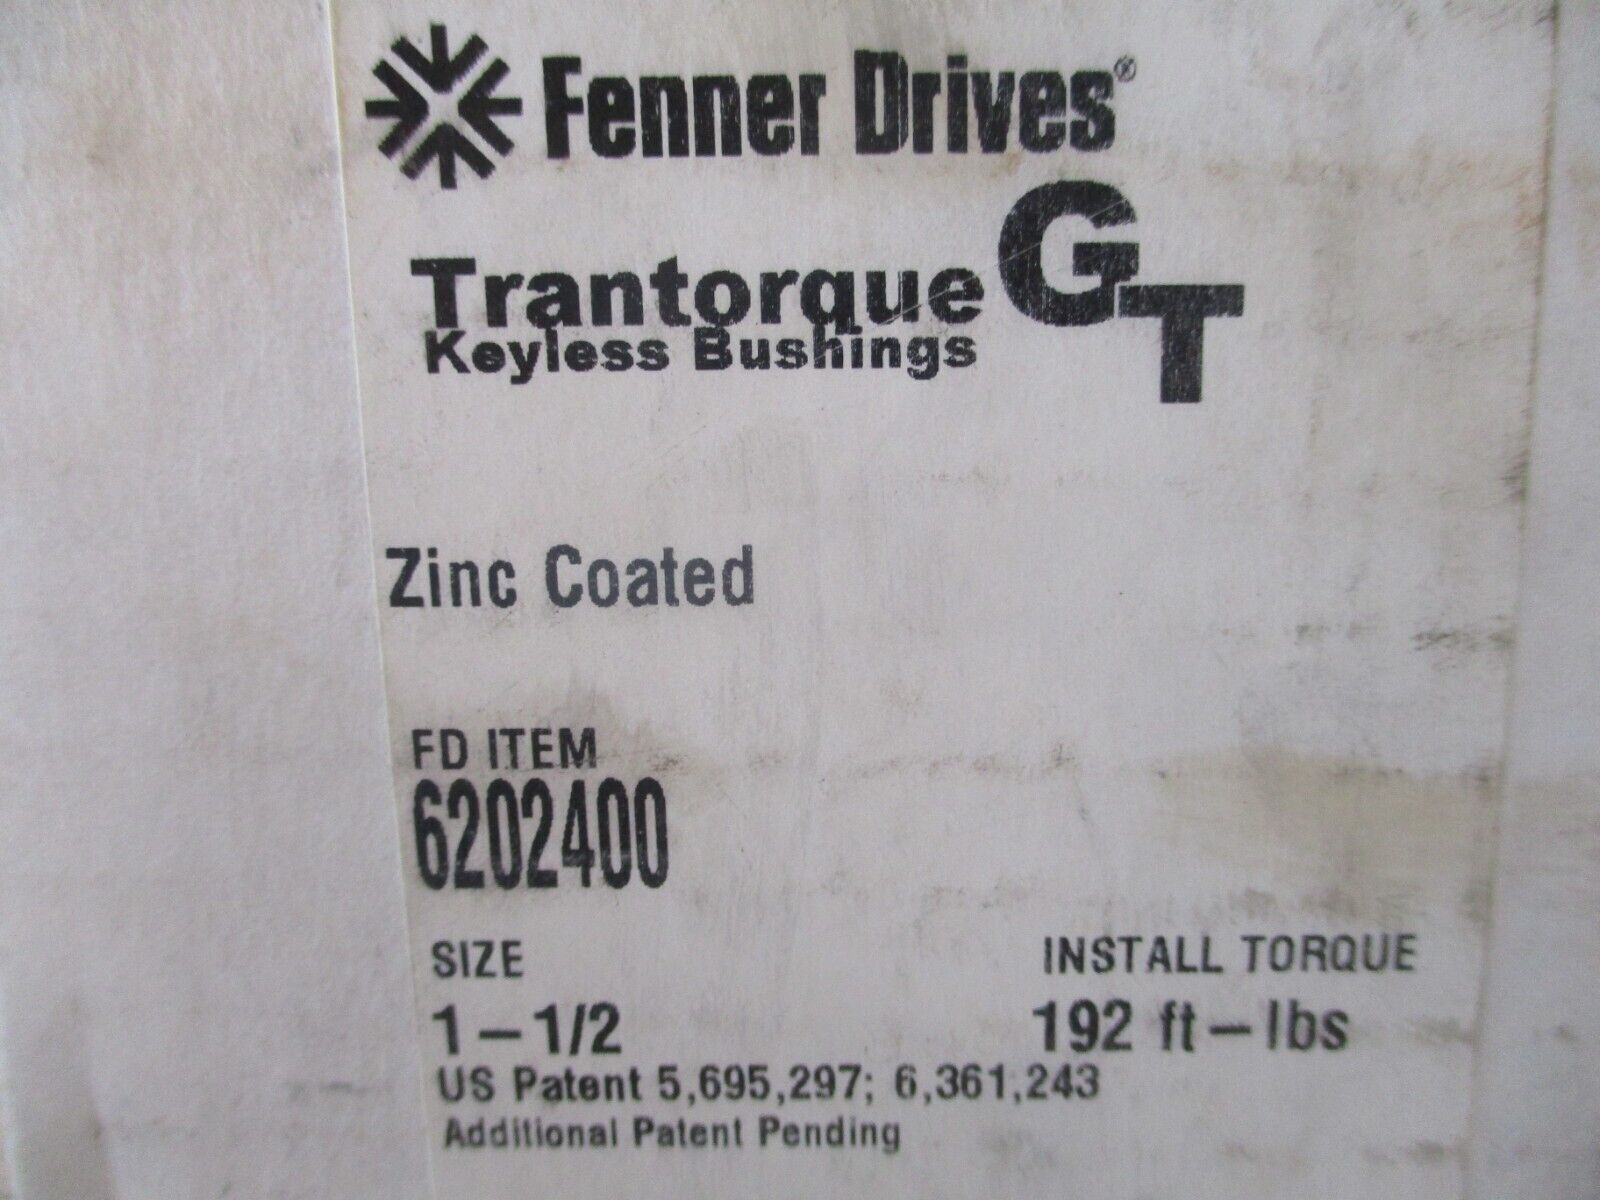 Fenner Drives®
Trantorque GT
Keyless Bushings
Zinc Coated
FD ITEM
6202400
SIZE
1-1/2
INSTALL TORQUE
192 ft-lbs
US Patent 5,695,297; 6,361,243
Additional Patent Pending